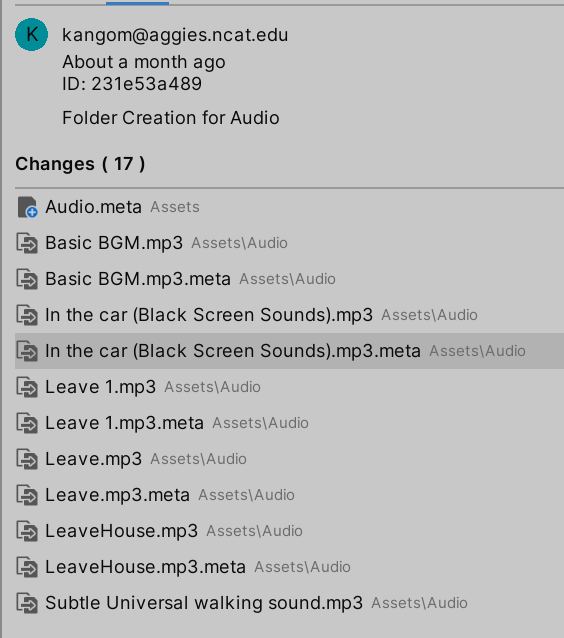 K
kangom@aggies.ncat.edu
About a month ago
ID: 231e53a489
Folder Creation for Audio
Changes ( 17 )
Audio.meta Assets
Basic BGM.mp3 Assets\Audio
Basic BGM.mp3.meta Assets\Audio
In the car (Black Screen Sounds).mp3 Assets\Audio
In the car (Black Screen Sounds).mp3.meta Assets\Audio
Leave 1.mp3 Assets\Audio
Leave 1.mp3.meta Assets\Audio
Leave.mp3 Assets\Audio
Leave.mp3.meta Assets\Audio
LeaveHouse.mp3 Assets\Audio
LeaveHouse.mp3.meta Assets\Audio
Subtle Universal walking sound.mp3 Assets\Audio